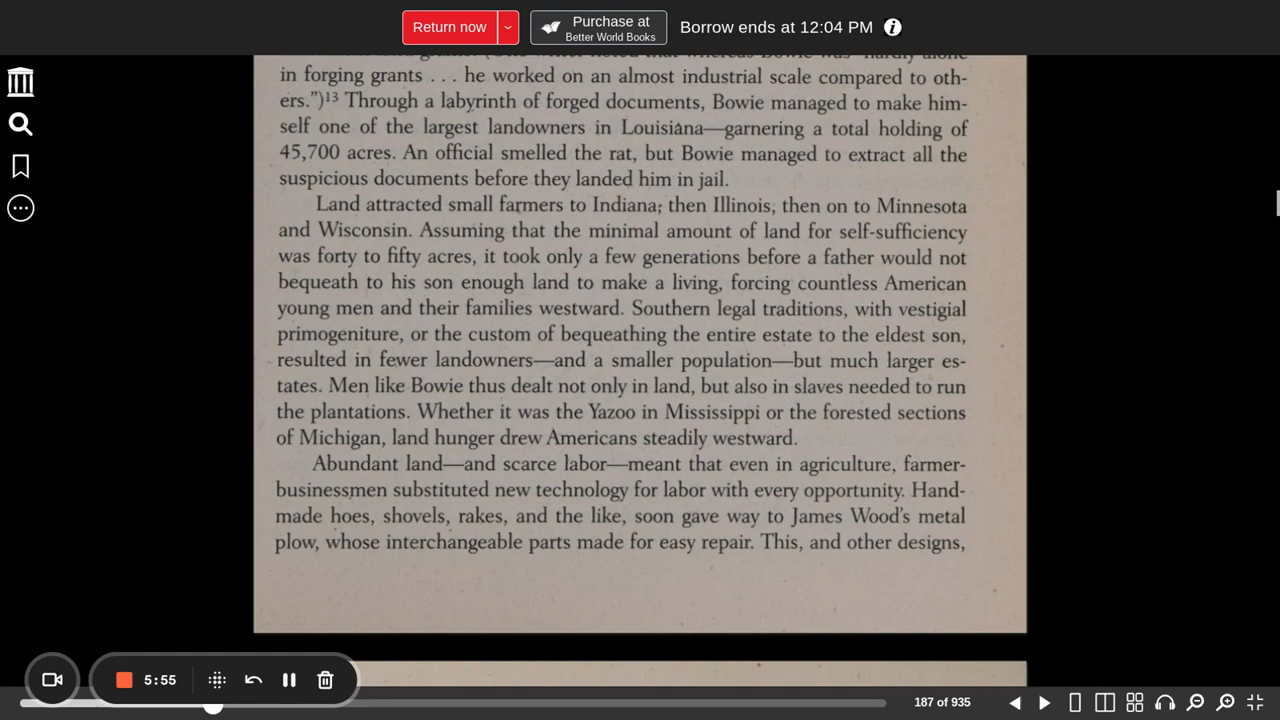 Return now
Purchase at
Better World Books
Borrow ends at 12:04 PM
in forging grants . . . he worked on an almost industrial scale compared to oth-
ers.”)13 Through a labyrinth of forged documents, Bowie managed to make him-
self one of the largest landowners in Louisiana—garnering a total holding of
45,700 acres. An official smelled the rat, but Bowie managed to extract all the
suspicious documents before they landed him in jail.
Land attracted small farmers to Indiana; then Illinois, then on to Minnesota
and Wisconsin. Assuming that the minimal amount of land for self-sufficiency
was forty to fifty acres, it took only a few generations before a father would not
bequeath to his son enough land to make a living, forcing countless American
young men and their families westward. Southern legal traditions, with vestigial
primogeniture, or the custom of bequeathing the entire estate to the eldest son,
resulted in fewer landowners—and a smaller population—but much larger es-
tates. Men like Bowie thus dealt not only in land, but also in slaves needed to run
the plantations. Whether it was the Yazoo in Mississippi or the forested sections
of Michigan, land hunger drew Americans steadily westward.
Abundant land—and scarce labor—meant that even in agriculture, farmer-
businessmen substituted new technology for labor with every opportunity. Hand-
made hoes, shovels, rakes, and the like, soon gave way to James Wood’s metal
plow, whose interchangeable parts made for easy repair. This, and other designs,
5:55
187 of 935